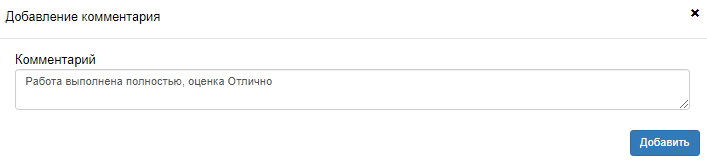 Добавление комментария
Комментарий
Работа выполнена полностью, оценка Отлично
Добавить